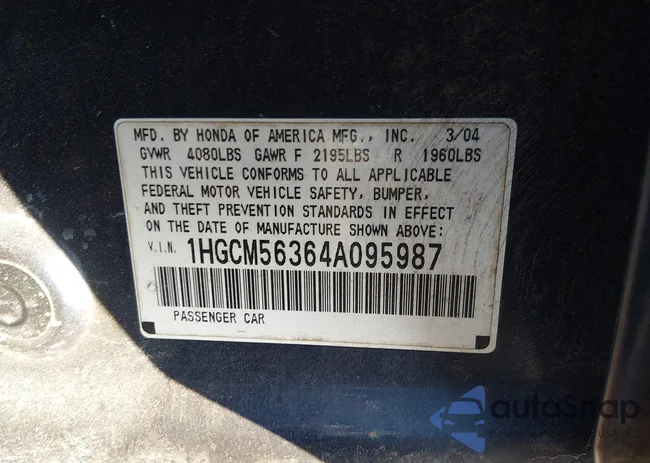 MFD. BY HONDA OF AMERICA MFG., INC. 3/04
GVWR 4080LBS GAWR F 2195LBS R 1960LBS
THIS VEHICLE CONFORMS TO ALL APPLICABLE
FEDERAL MOTOR VEHICLE SAFETY, BUMPER,
AND THEFT PREVENTION STANDARDS IN EFFECT
ON THE DATE OF MANUFACTURE SHOWN ABOVE:
V.I.N. 1HGCM56364A095987
PASSENGER CAR
autoSnap